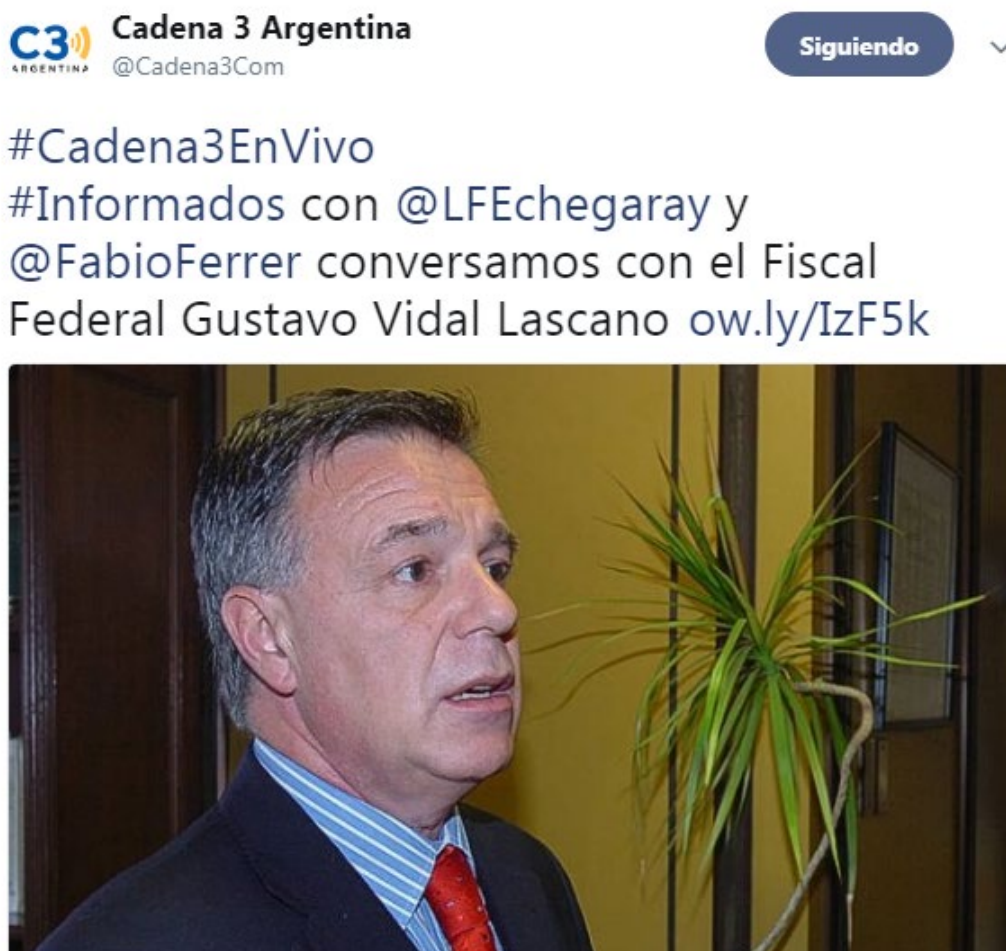 C3
ARGENTINA
Cadena 3 Argentina
@Cadena3Com
Siguiendo
#Cadena3EnVivo
#Informados con @LFEchegaray y
@FabioFerrer conversamos con el Fiscal
Federal Gustavo Vidal Lascano ow.ly/IzF5k